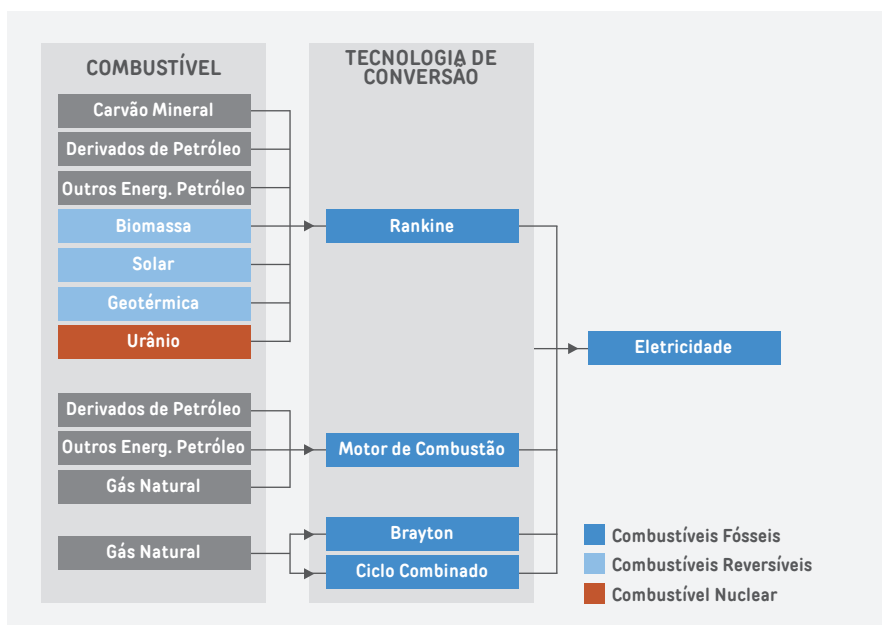 COMBUSTÍVEL
Carvão Mineral
Derivados de Petróleo
Outros Energ. Petróleo
Biomassa
Solar
Geotérmica
Urânio
Derivados de Petróleo
Outros Energ. Petróleo
Gás Natural
Gás Natural
TECNOLOGIA DE
CONVERSÃO
Rankine
Motor de Combustão
Brayton
Ciclo Combinado
Eletricidade
Combustíveis Fósseis
Combustíveis Reversíveis
Combustível Nuclear